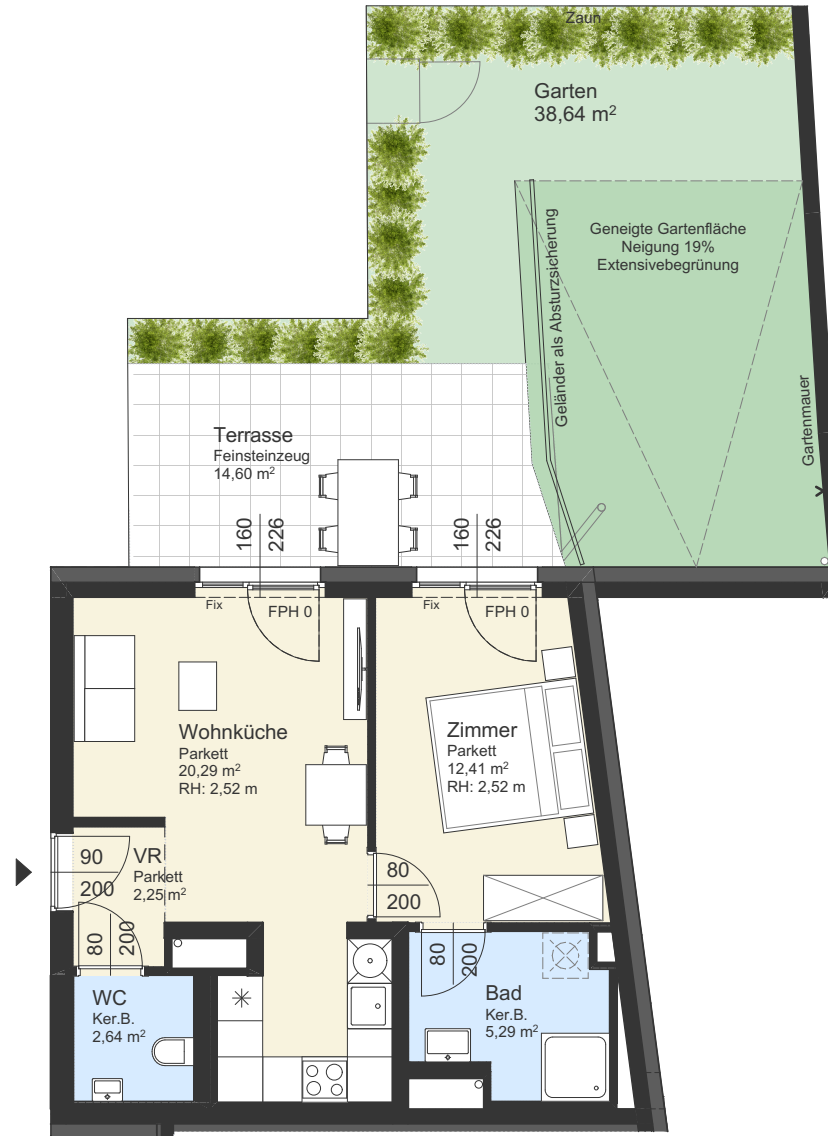 Zaun
Garten
38,64 m²
Geneigte Gartenfläche
Neigung 19%
Extensivebegrünung
Geländer als Absturzsicherung
Gartenmauer
Terrasse
Feinsteinzeug
14,60 m²
160
226
160
226
Fix
FPH 0
Fix
FPH 0
Wohnküche
Parkett
20,29 m²
RH: 2,52 m
Zimmer
Parkett
12,41 m²
RH: 2,52 m
90
200
VR
Parkett
2,25 m²
80
200
80
200
80
200
WC
Ker.B.
2,64 m²
Bad
Ker.B.
5,29 m²